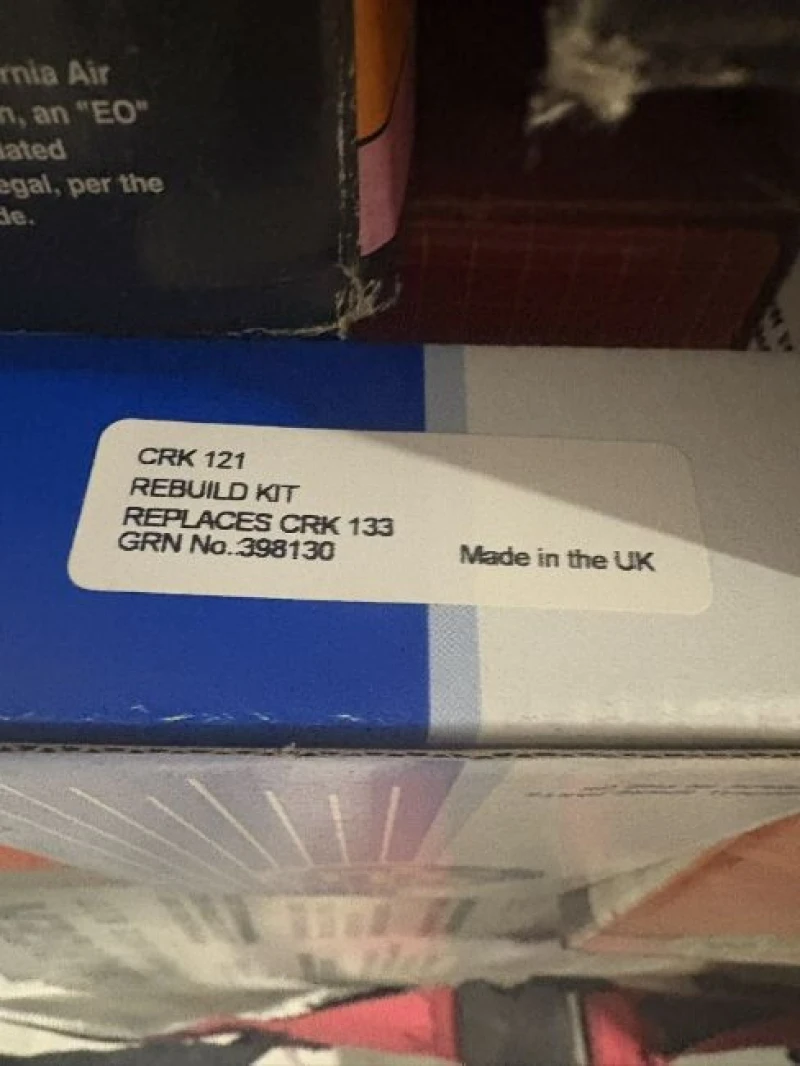 rnia Air
n, an "EO"
lated
egal, per the
de.
CRK 121
REBUILD KIT
REPLACES CRK 133
GRN No.:398130
Made in the UK